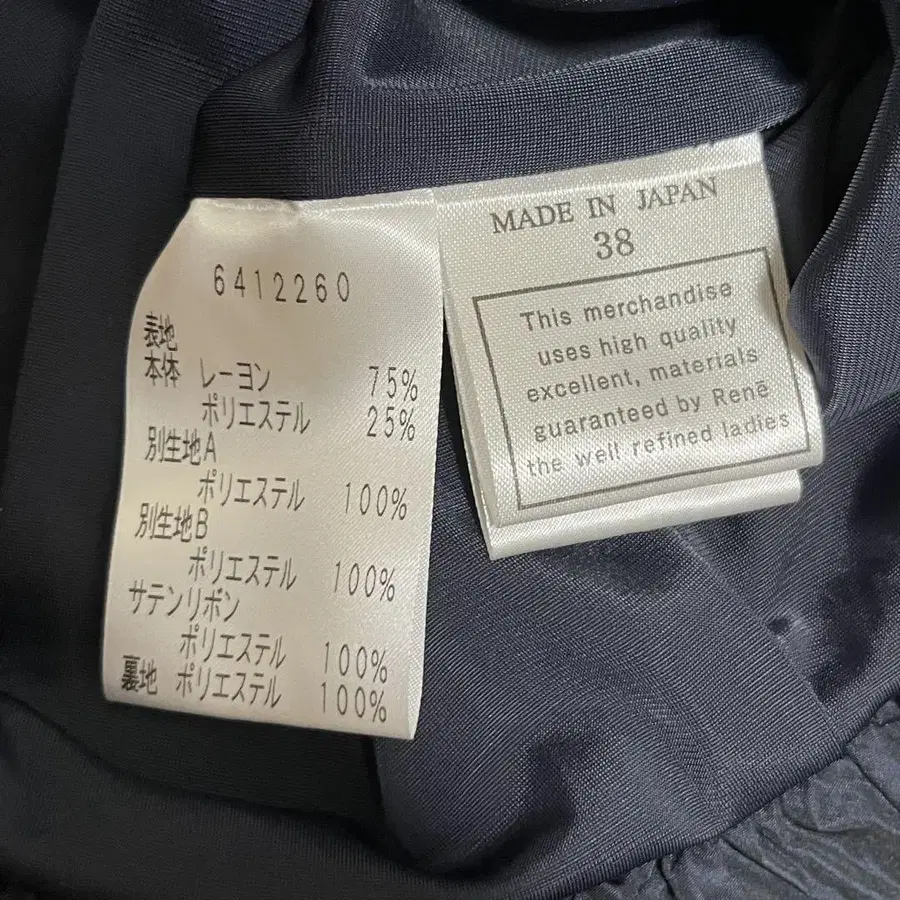 6412260
表地
本体 レーヨン 75%
ポリエステル 25%
別生地A
ポリエステル 100%
別生地B
ポリエステル 100%
サテンリボン
ポリエステル 100%
裏地 ポリエステル 100%
MADE IN JAPAN
38
This merchandise
uses high quality
excellent, materials
guaranteed by René
the well refined ladies